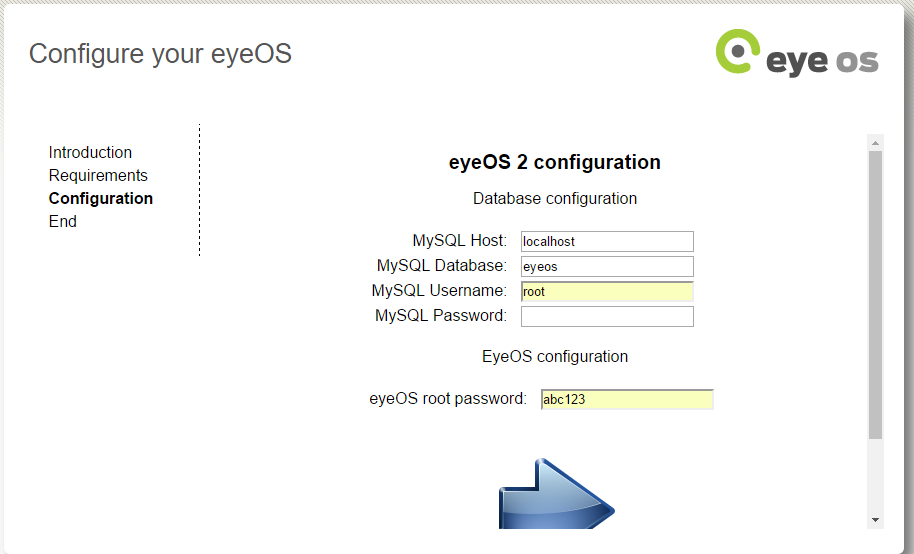 Configure your eyeOS
eye os
Introduction
Requirements
Configuration
End
eyeOS 2 configuration
Database configuration
MySQL Host: localhost
MySQL Database: eyeos
MySQL Username: root
MySQL Password:
EyeOS configuration
eyeOS root password: abc123